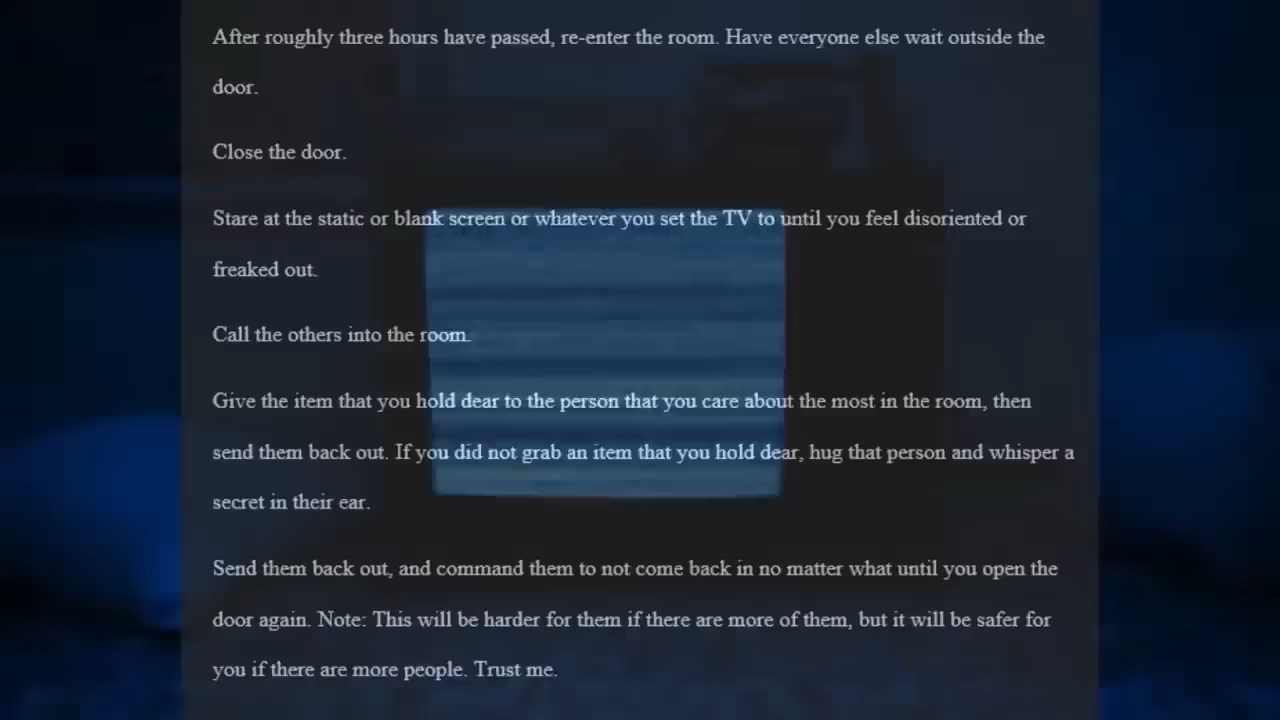 After roughly three hours have passed, re-enter the room. Have everyone else wait outside the
door.
Close the door.
Stare at the static or blank screen or whatever you set the TV to until you feel disoriented or
freaked out.
Call the others into the room.
Give the item that you hold dear to the person that you care about the most in the room, then
send them back out. If you did not grab an item that you hold dear, hug that person and whisper a
secret in their ear.
Send them back out, and command them to not come back in no matter what until you open the
door again. Note: This will be harder for them if there are more of them, but it will be safer for
you if there are more people. Trust me.